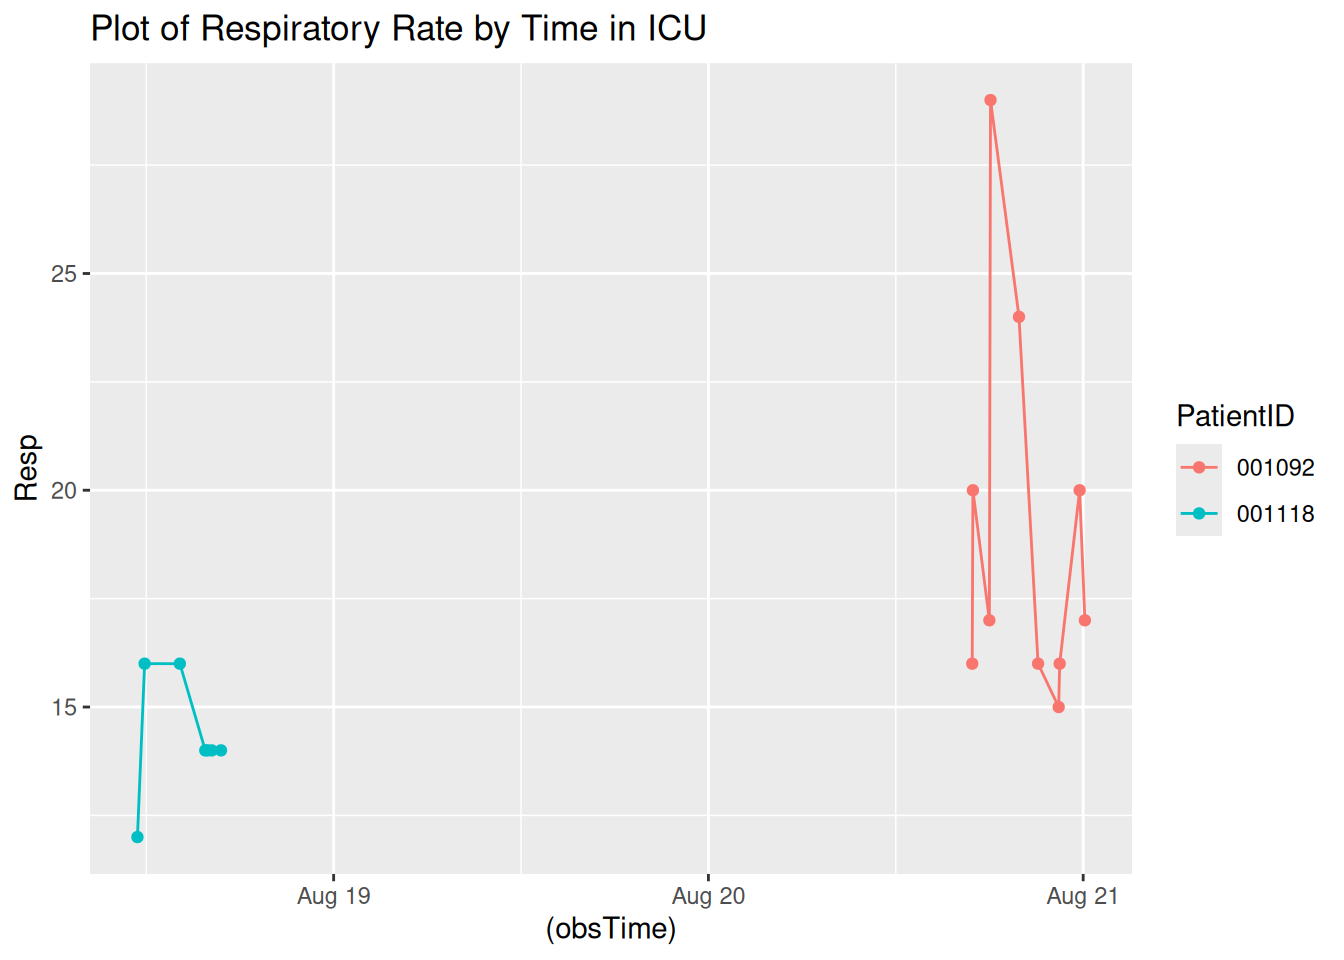 Plot of Respiratory Rate by Time in ICU
Resp
25
20
15
Aug 19
Aug 20
Aug 21
(obsTime)
PatientID
001092
001118